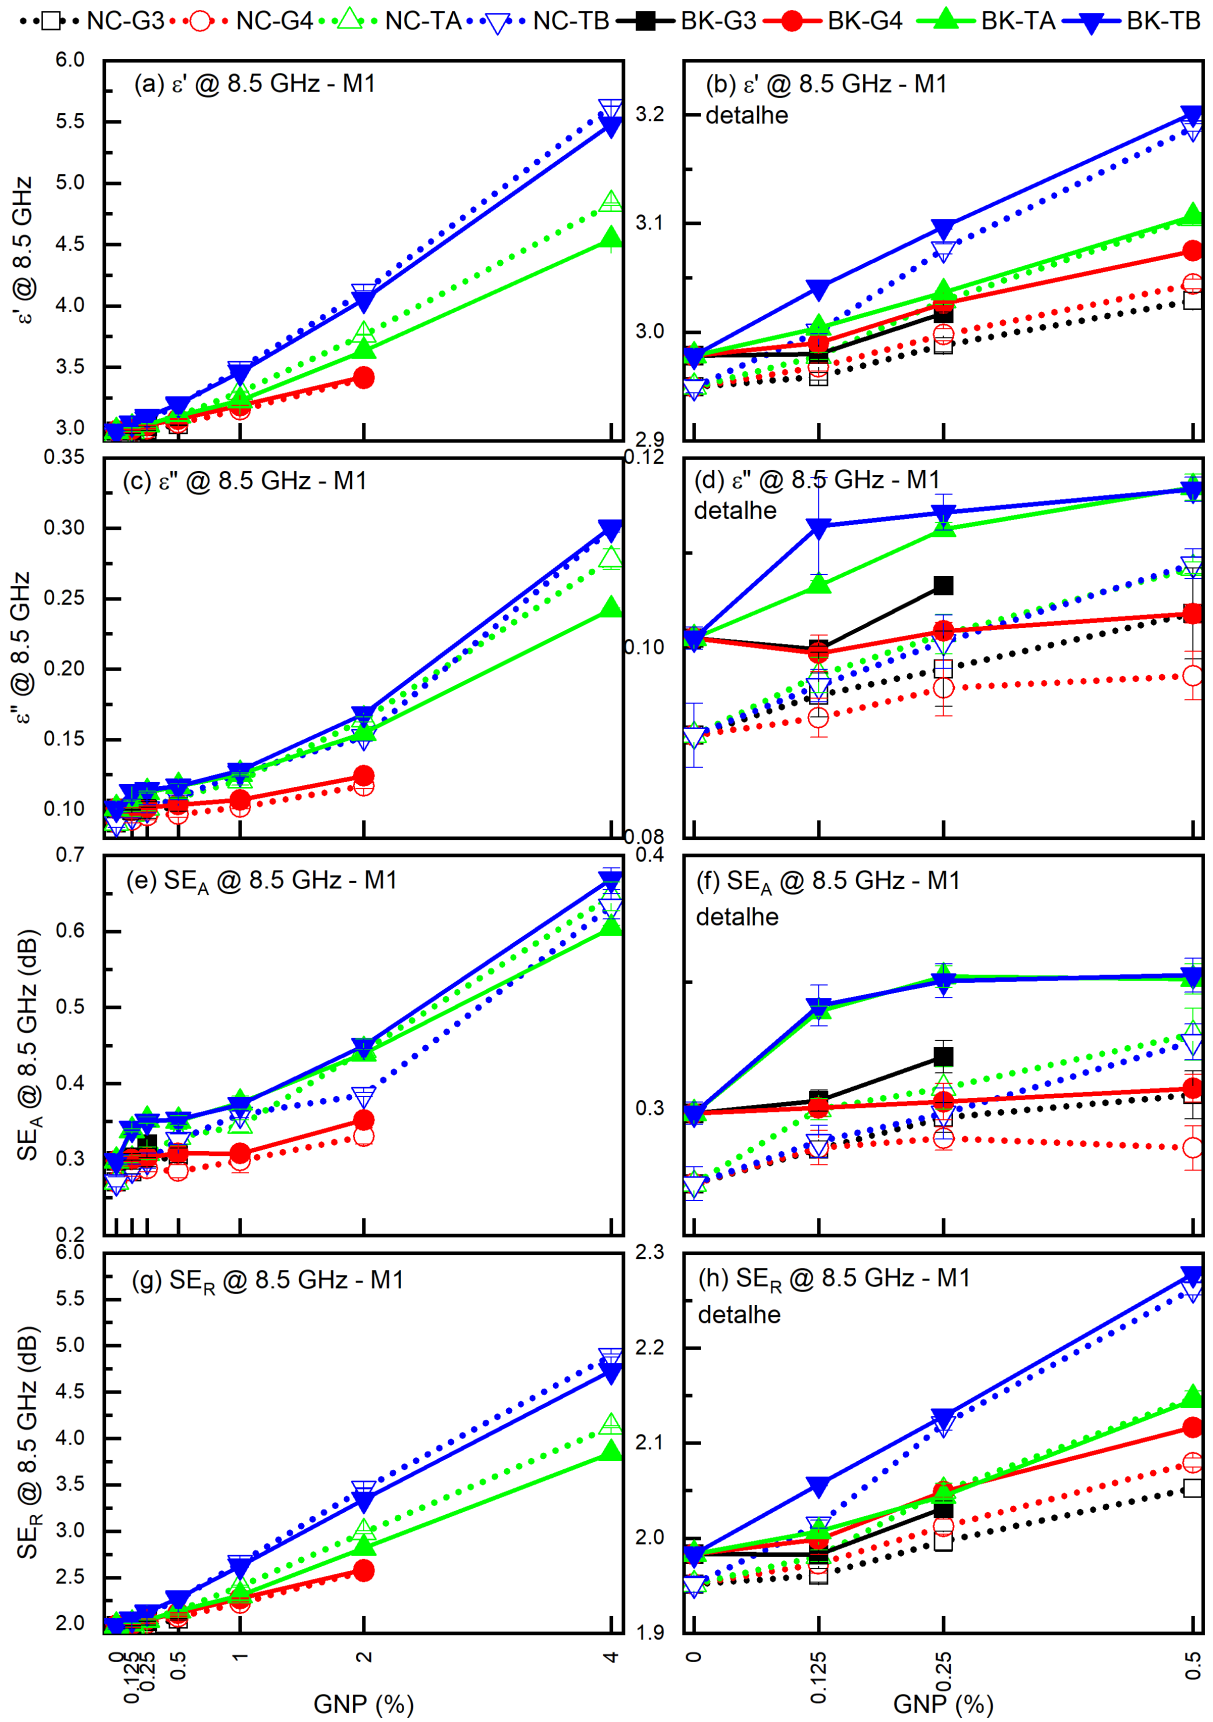 NC-G3 NC-G4 NC-TA NC-TB BK-G3 BK-G4 BK-TA BK-TB
(a) ε' @ 8.5 GHz - M1
6.0
5.5
5.0
4.5
4.0
3.5
3.0
ε' @ 8.5 GHz
(b) ε' @ 8.5 GHz - M1
detalhe
3.2
3.1
3.0
2.9
(c) ε" @ 8.5 GHz - M1
0.35
0.30
0.25
0.20
0.15
0.10
ε" @ 8.5 GHz
(d) ε" @ 8.5 GHz - M1
detalhe
0.12
0.10
0.08
(e) SE_A @ 8.5 GHz - M1
0.7
0.6
0.5
0.4
0.3
0.2
SE_A @ 8.5 GHz (dB)
(f) SE_A @ 8.5 GHz - M1
detalhe
0.4
0.3
(g) SE_R @ 8.5 GHz - M1
6.0
5.5
5.0
4.5
4.0
3.5
3.0
2.5
2.0
SE_R @ 8.5 GHz (dB)
0 0.125 0.25 0.5 1 2 4
GNP (%)
(h) SE_R @ 8.5 GHz - M1
detalhe
2.3
2.2
2.1
2.0
1.9
0 0.125 0.25 0.5
GNP (%)